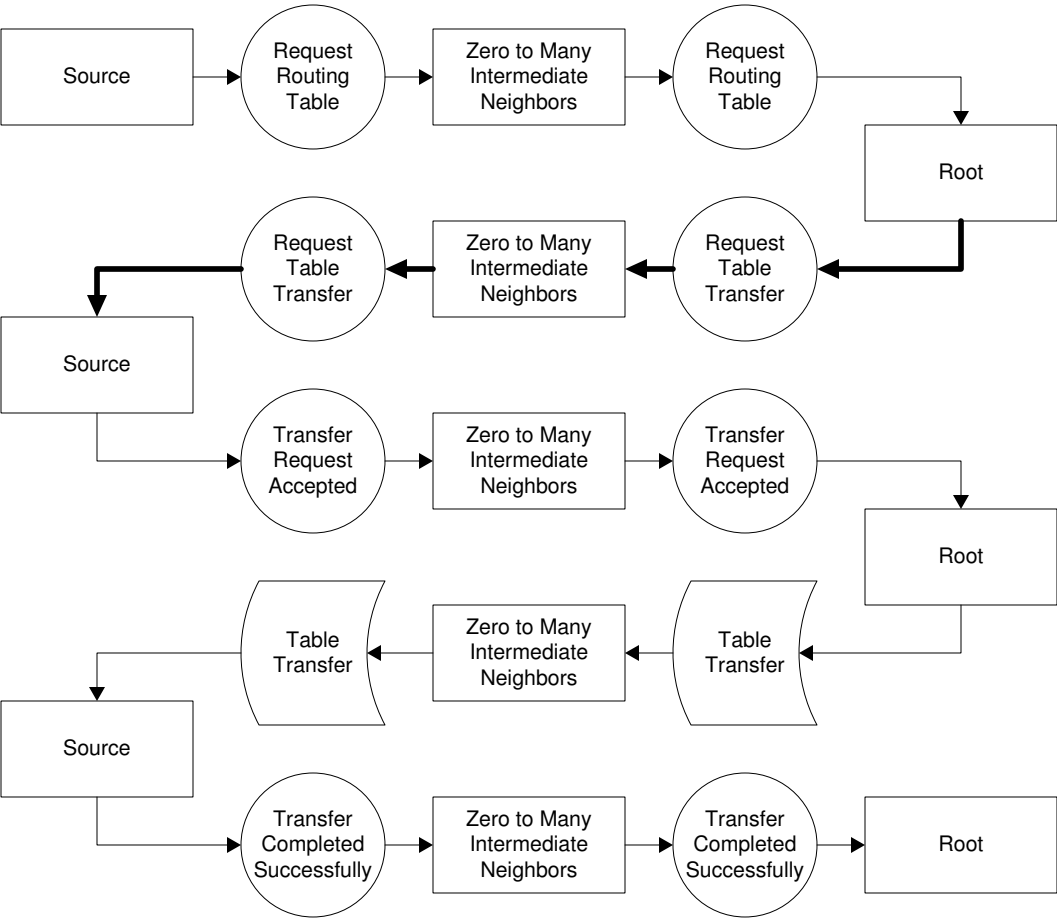 Source
Request
Routing
Table
Zero to Many
Intermediate
Neighbors
Request
Routing
Table
Root
Request
Table
Transfer
Zero to Many
Intermediate
Neighbors
Request
Table
Transfer
Source
Transfer
Request
Accepted
Zero to Many
Intermediate
Neighbors
Transfer
Request
Accepted
Root
Table
Transfer
Zero to Many
Intermediate
Neighbors
Table
Transfer
Source
Transfer
Completed
Successfully
Zero to Many
Intermediate
Neighbors
Transfer
Completed
Successfully
Root